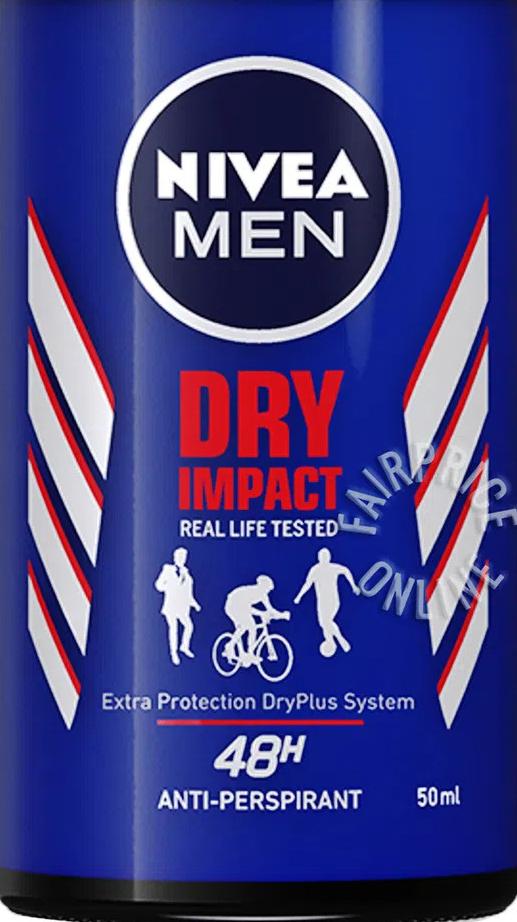 NIVEA
MEN
DRY
IMPACT
REAL LIFE TESTED
FAIRPRICE
ONLINE
Extra Protection DryPlus System
48H
ANTI-PERSPIRANT
50ml